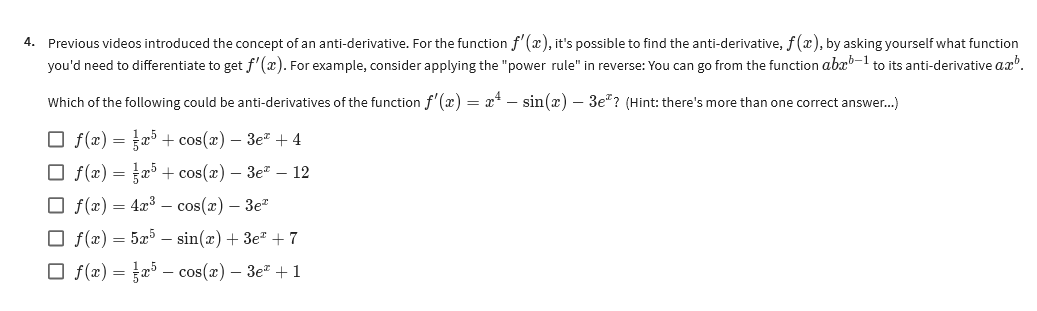 4. Previous videos introduced the concept of an anti-derivative. For the function f′(x), it's possible to find the anti-derivative, f(x), by asking yourself what function
you'd need to differentiate to get f′(x). For example, consider applying the "power rule" in reverse: You can go from the function abx^{b−1} to its anti-derivative ax^b.
Which of the following could be anti-derivatives of the function f′(x) = x^4 − sin(x) − 3e^x? (Hint: there's more than one correct answer...)
f(x) = 1/5 x^5 + cos(x) − 3e^x + 4
f(x) = 1/5 x^5 + cos(x) − 3e^x − 12
f(x) = 4x^3 − cos(x) − 3e^x
f(x) = 5x^5 − sin(x) + 3e^x + 7
f(x) = 1/5 x^5 − cos(x) − 3e^x + 1